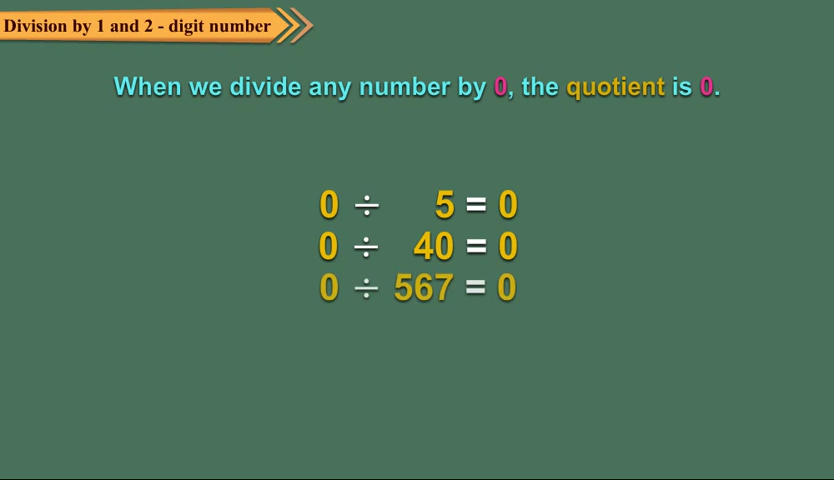 Division by 1 and 2 - digit number
When we divide any number by 0, the quotient is 0.
0 ÷ 5 = 0
0 ÷ 40 = 0
0 ÷ 567 = 0